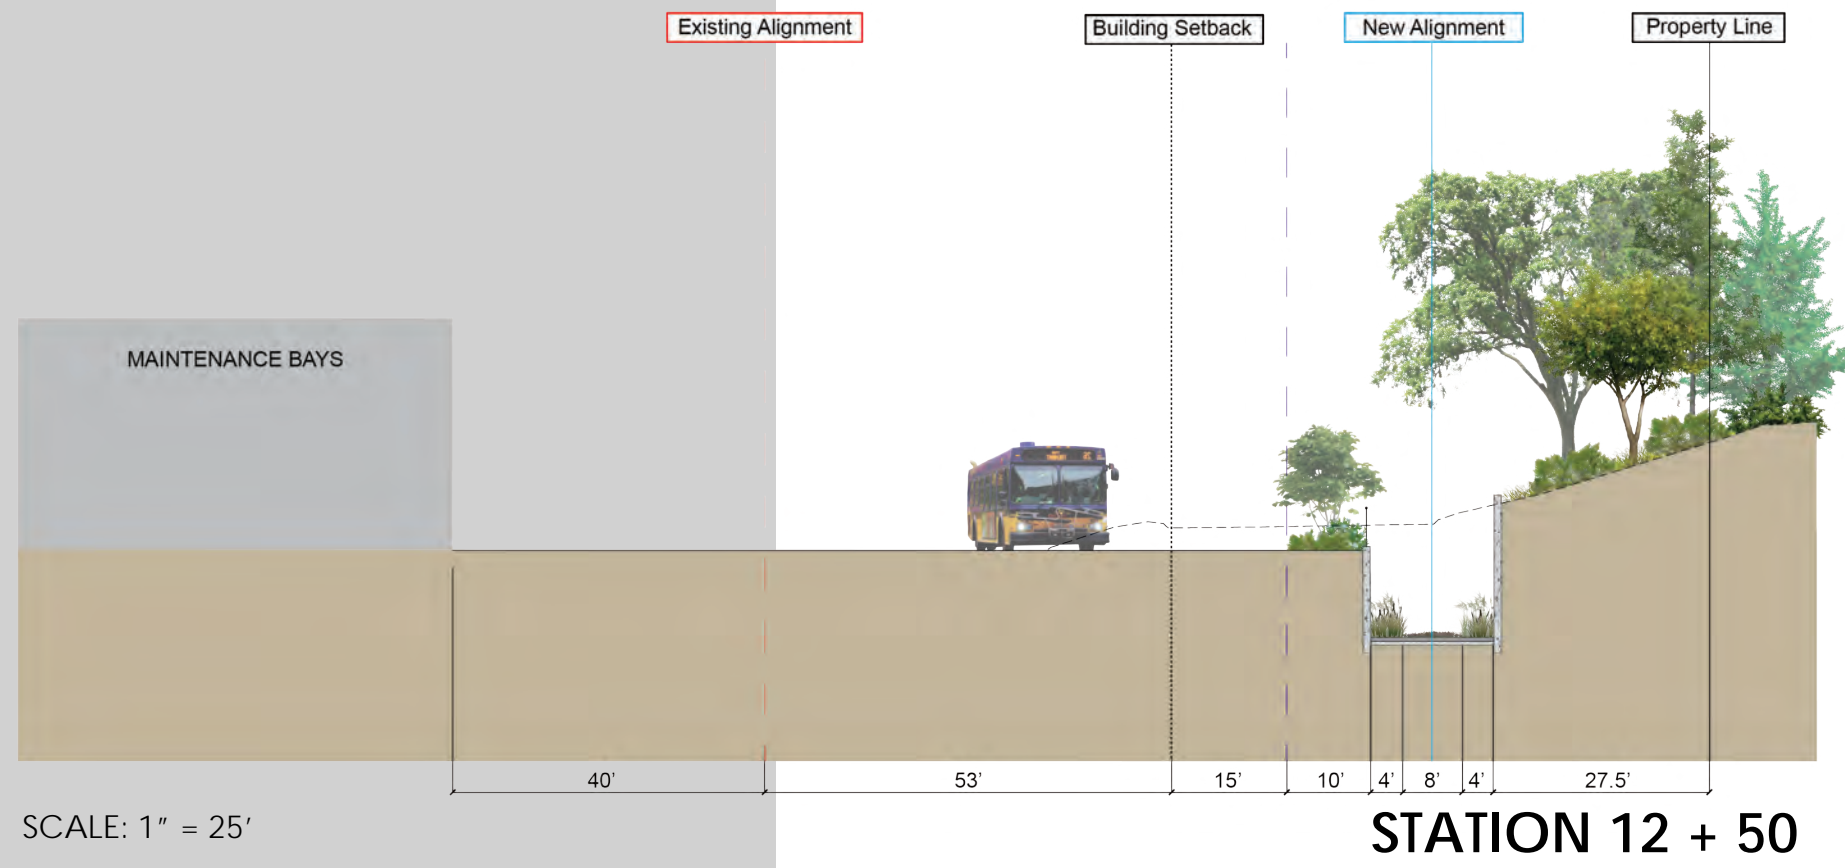 Existing Alignment
Building Setback
New Alignment
Property Line
MAINTENANCE BAYS
40’
53’
15’
10’
4’
8’
4’
27.5’
SCALE: 1” = 25’
STATION 12 + 50